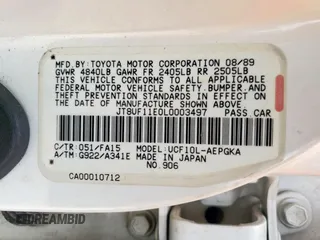 MFD.BY: TOYOTA MOTOR CORPORATION 08/89
GVWR 4840LB GAWR FR 2405LB RR 2505LB
THIS VEHICLE CONFORMS TO ALL APPLICABLE
FEDERAL MOTOR VEHICLE SAFETY, BUMPER,
AND THEFT PREVENTION STANDARDS IN EFFECT
ON THE DATE OF MANUFACTURE SHOWN ABOVE.
JT8UF11E0L0003497 PASS CAR
C/TR:051/FA15 MODEL:UCF10L-AEPGKA
A/TM:G922/A341E MADE IN JAPAN
NO.906
CA00010712
DREAMBID